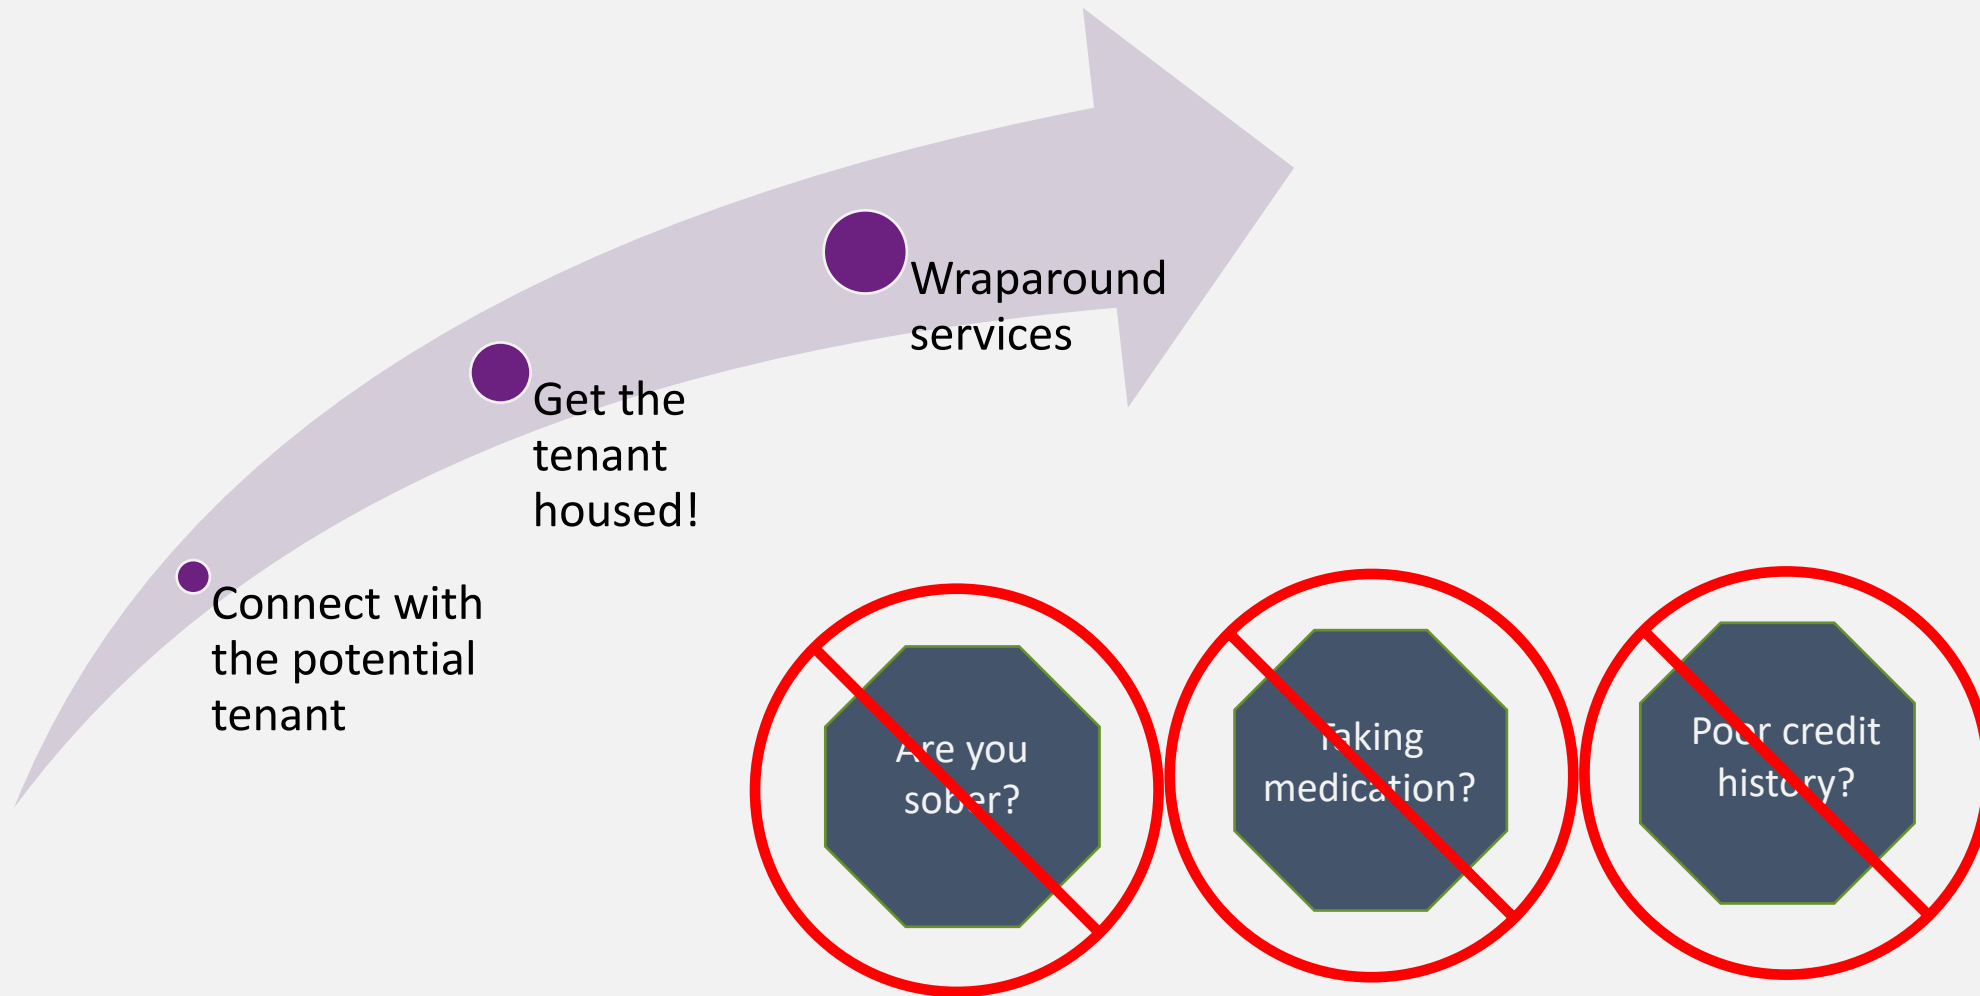 Wraparound
services
Get the
tenant
housed!
Connect with
the potential
tenant
Are you
sober?
Taking
medication?
Poor credit
history?